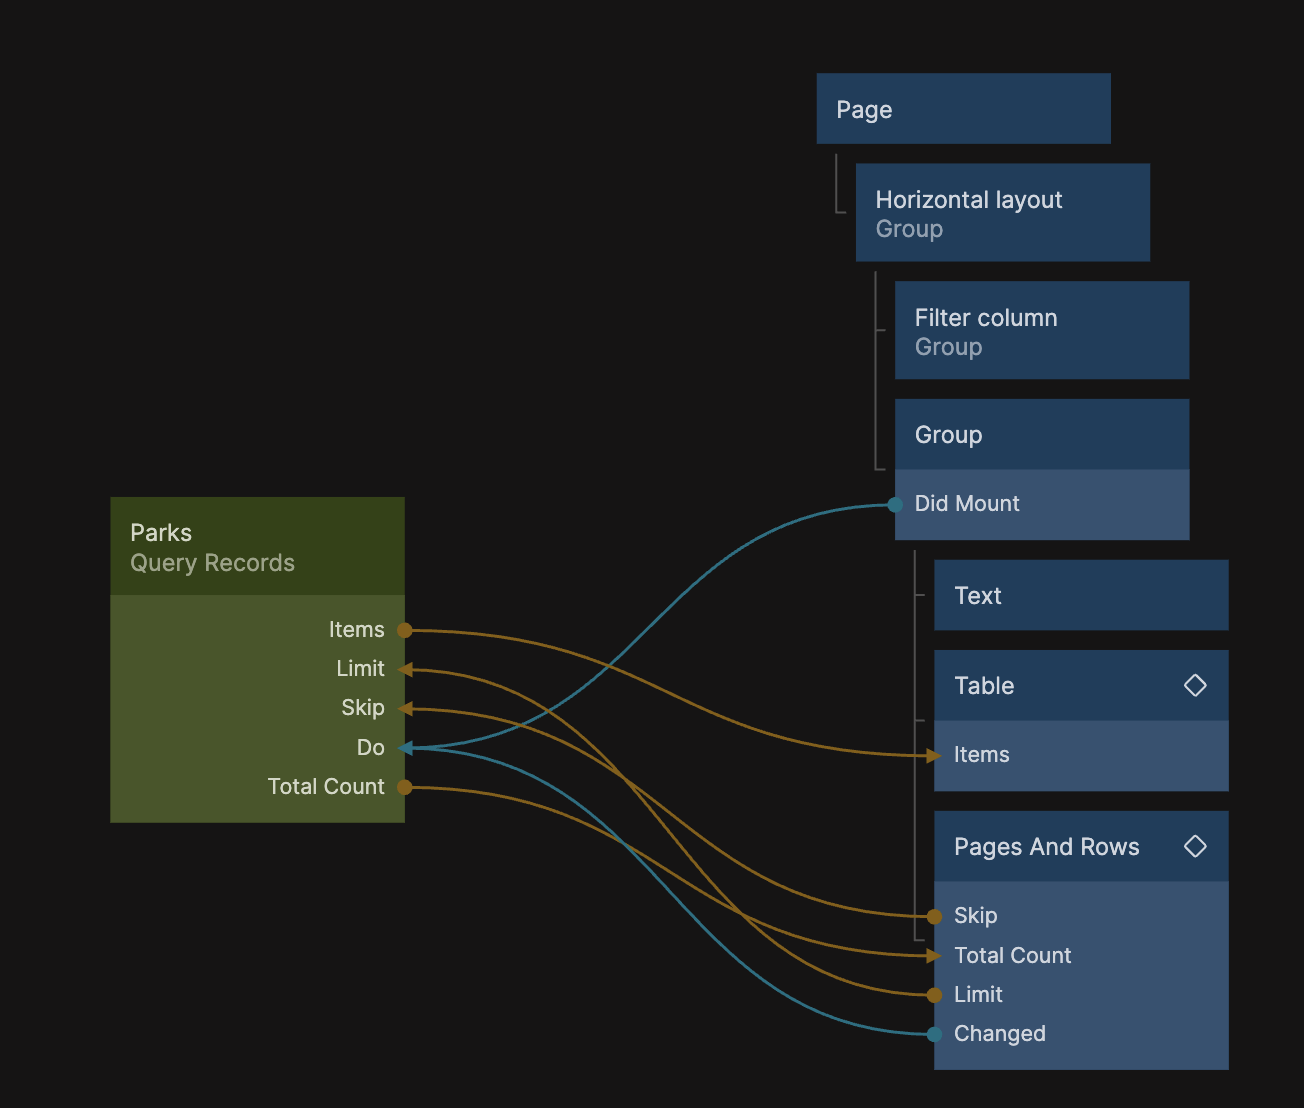 Page
Horizontal layout
Group
Filter column
Group
Group
Did Mount
Parks
Query Records
Items
Limit
Skip
Do
Total Count
Text
Table
Items
Pages And Rows
Skip
Total Count
Limit
Changed